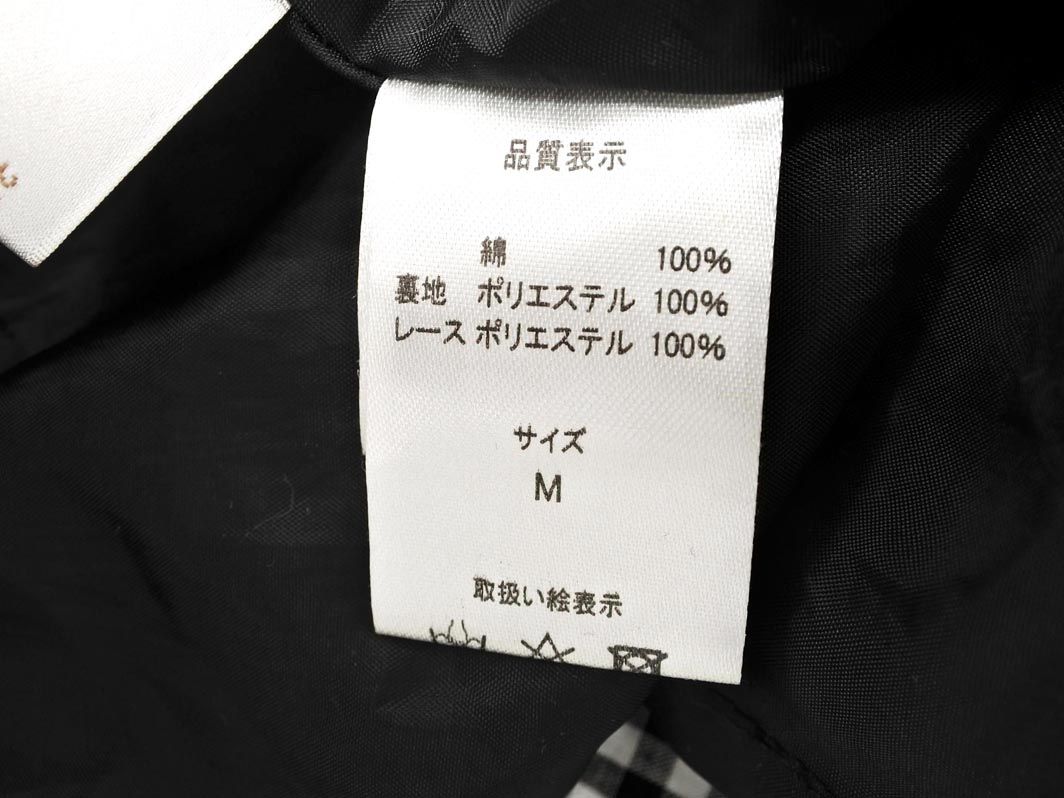 品質表示
綿 100%
裏地 ポリエステル 100%
レース ポリエステル 100%
サイズ
M
取扱い絵表示